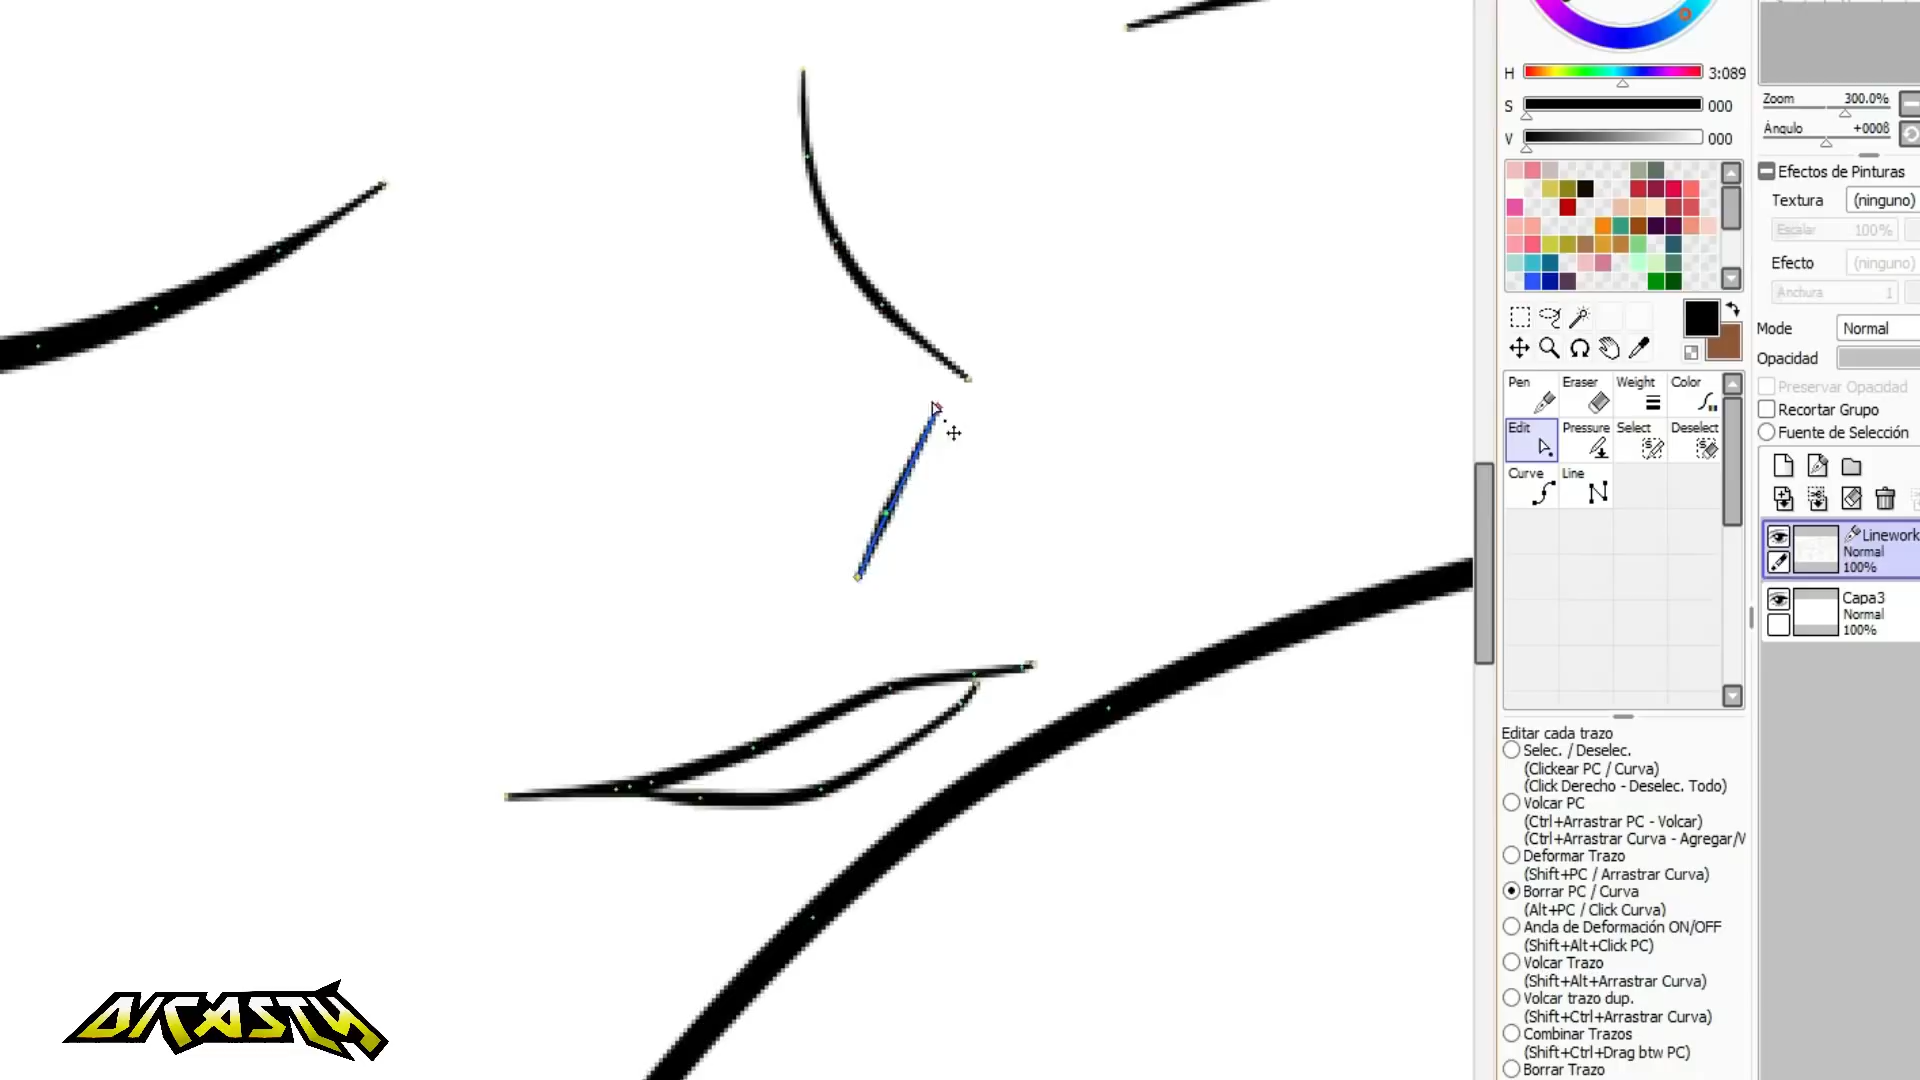 H 3:089
S 000
V 000
Zoom 300.0%
Ángulo +0008
Efectos de Pinturas
Textura (ninguno)
Escalar 100%
Efecto (ninguno)
Anchura 1
Mode Normal
Opacidad
Preservar Opacidad
Recortar Grupo
Fuente de Selección
Pen Eraser Weight Color
Edit Pressure Select Deselect
Curve Line
Linework
Normal
100%
Capa3
Normal
100%
Editar cada trazo
Selec. / Deselec.
(Clickear PC / Curva)
(Click Derecho - Deselec. Todo)
Volcar PC
(Ctrl+Arrastrar PC - Volcar)
(Ctrl+Arrastrar Curva - Agregar/V
Deformar Trazo
(Shift+PC / Arrastrar Curva)
Borrar PC / Curva
(Alt+PC / Click Curva)
Ancla de Deformación ON/OFF
(Shift+Alt+Click PC)
Volcar Trazo
(Shift+Alt+Arrastrar Curva)
Volcar trazo dup.
(Shift+Ctrl+Arrastrar Curva)
Combinar Trazos
(Shift+Ctrl+Drag btw PC)
Borrar Trazo